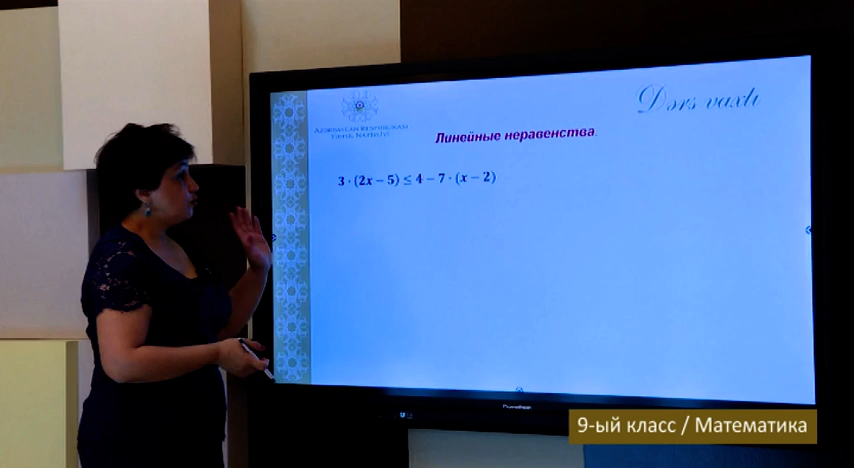 Dərs vaxtı
AZƏRBAYCAN RESPUBLİKASI
TƏHSİL NAZİRLİYİ
Линейные неравенства.
3 · (2x − 5) ≤ 4 − 7 · (x − 2)
Promethean
9-ый класс / Математика